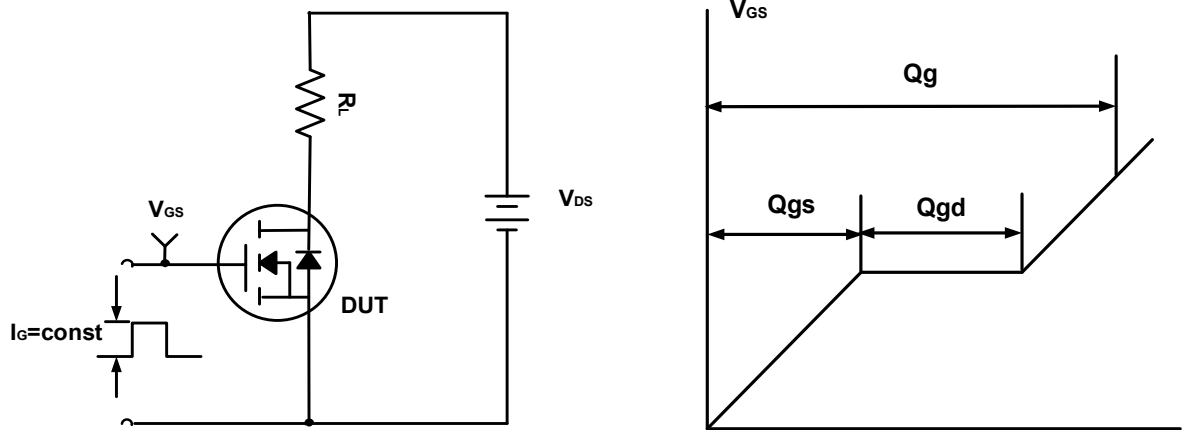 RL
VGS
VDS
DUT
IG=const
VGS
Qg
Qgs
Qgd